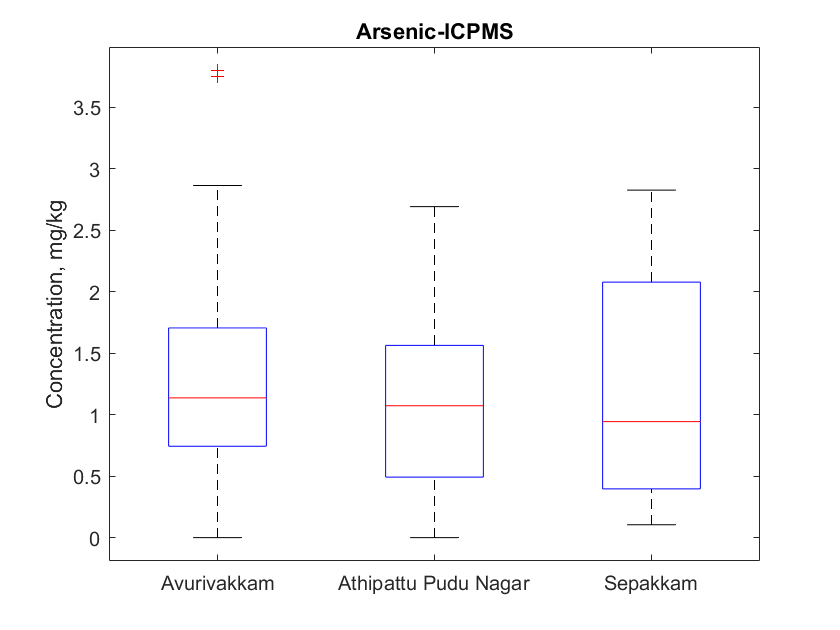 Arsenic-ICPMS
Concentration, mg/kg
3.5
3
2.5
2
1.5
1
0.5
0
Avurivakkam Athipattu Pudu Nagar Sepakkam